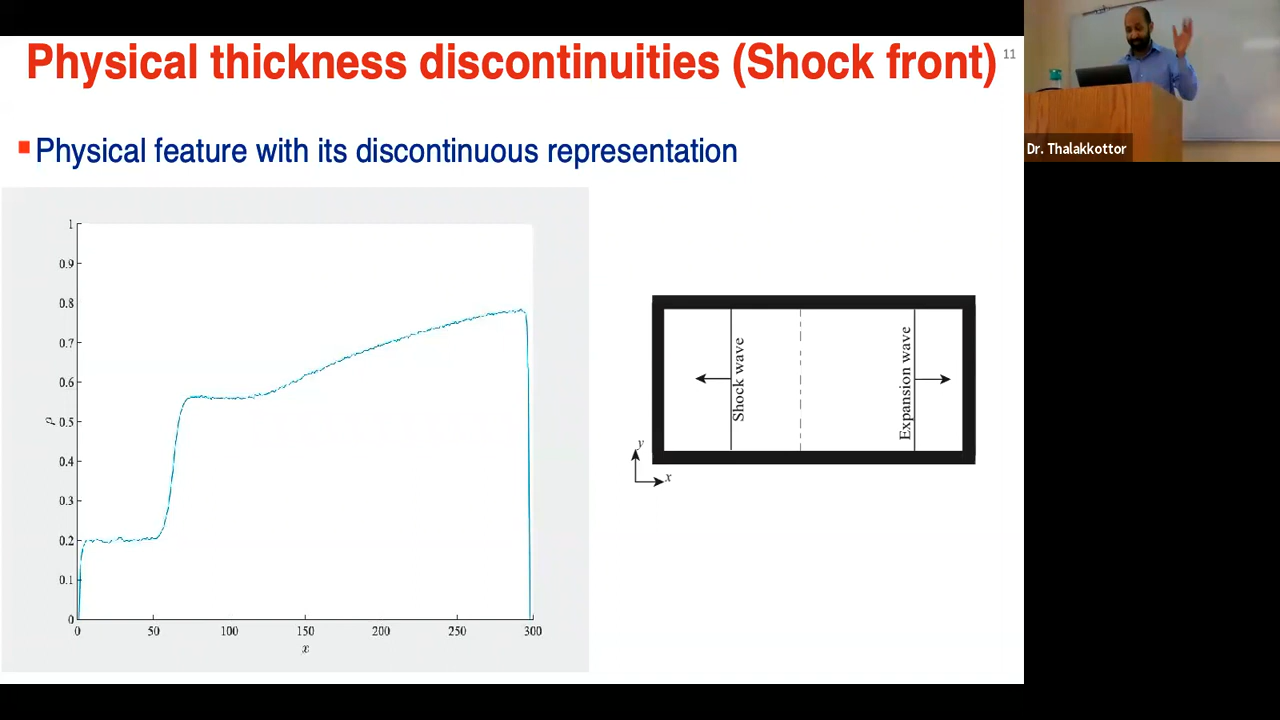 Physical thickness discontinuities (Shock front)
11
Physical feature with its discontinuous representation
1
0.9
0.8
0.7
0.6
0.5
0.4
0.3
0.2
0.1
0
ρ
0 50 100 150 200 250 300
x
Shock wave
Expansion wave
y
x
Dr. Thalakkottor